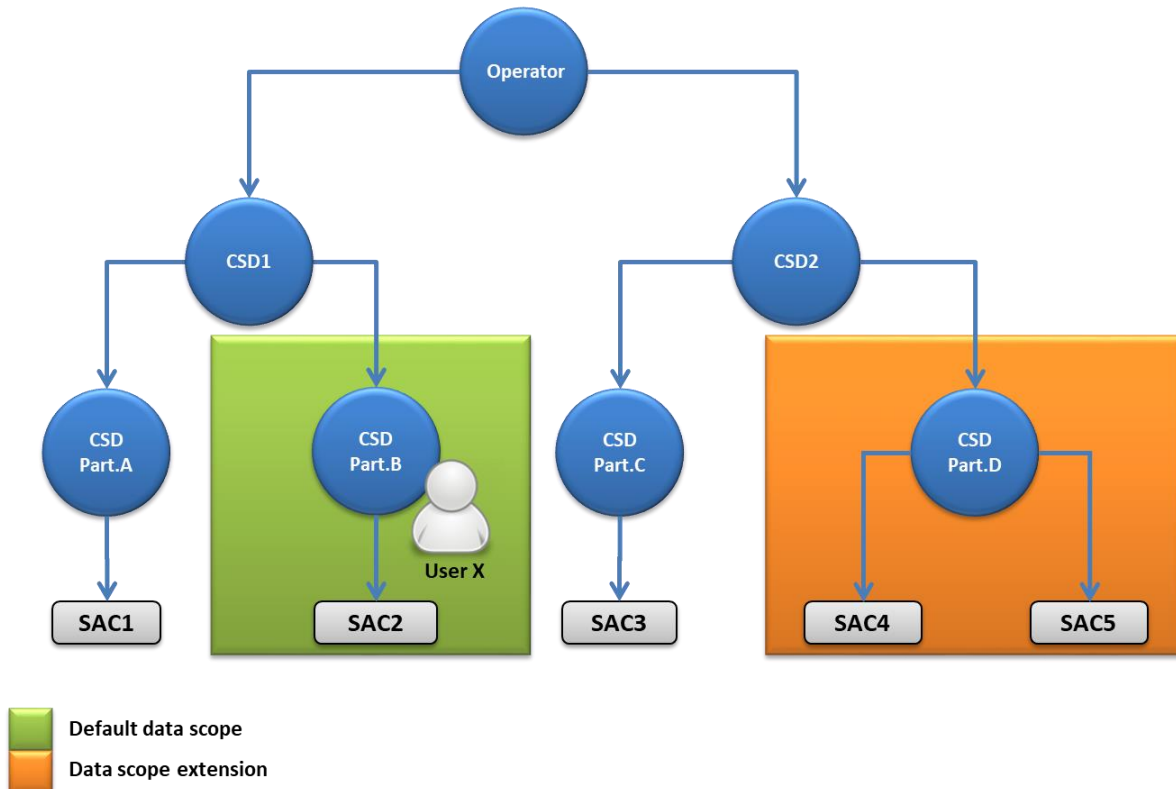 Operator
CSD1
CSD2
CSD
Part.A
CSD
Part.B
CSD
Part.C
CSD
Part.D
User X
SAC1
SAC2
SAC3
SAC4
SAC5
Default data scope
Data scope extension